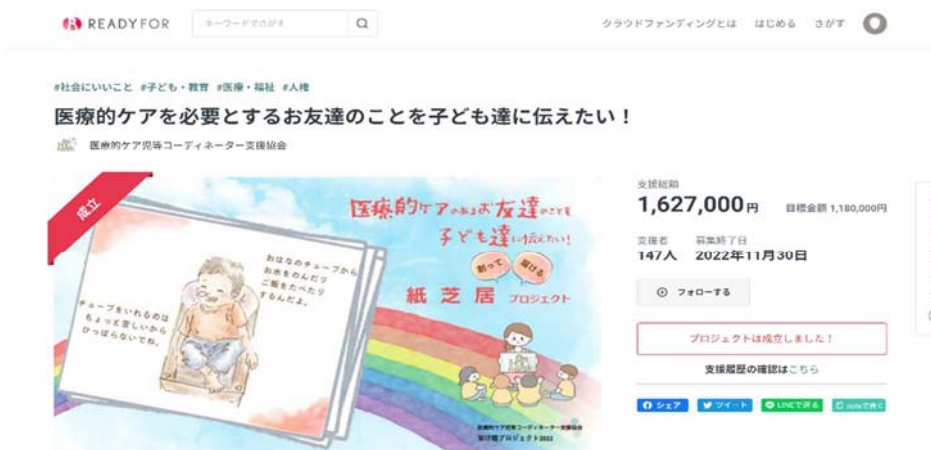 READYFOR
キーワードでさがす
クラウドファンディングとは はじめる さがす
#社会にいいこと #子ども・教育 #医療・福祉 #人権
医療的ケアを必要とするお友達のことを子ども達に伝えたい！
医療的ケア児等コーディネーター支援協会
成立
医療的ケアのあるお友達のことを
子ども達に伝えたい!
創って 届ける
紙芝居 プロジェクト
おはなのチューブから
お水をのんだり
ご飯をたべたり
するんだよ。
チューブをいれるのは
ちょっと苦しいから
ひっぱらないでね。
医療的ケア児等コーディネーター支援協会
架け橋プロジェクト2022
支援総額
1,627,000円 目標金額 1,180,000円
支援者 募集終了日
147人 2022年11月30日
フォローする
プロジェクトは成立しました！
支援履歴の確認はこちら
シェア ツイート LINEで送る noteで書く